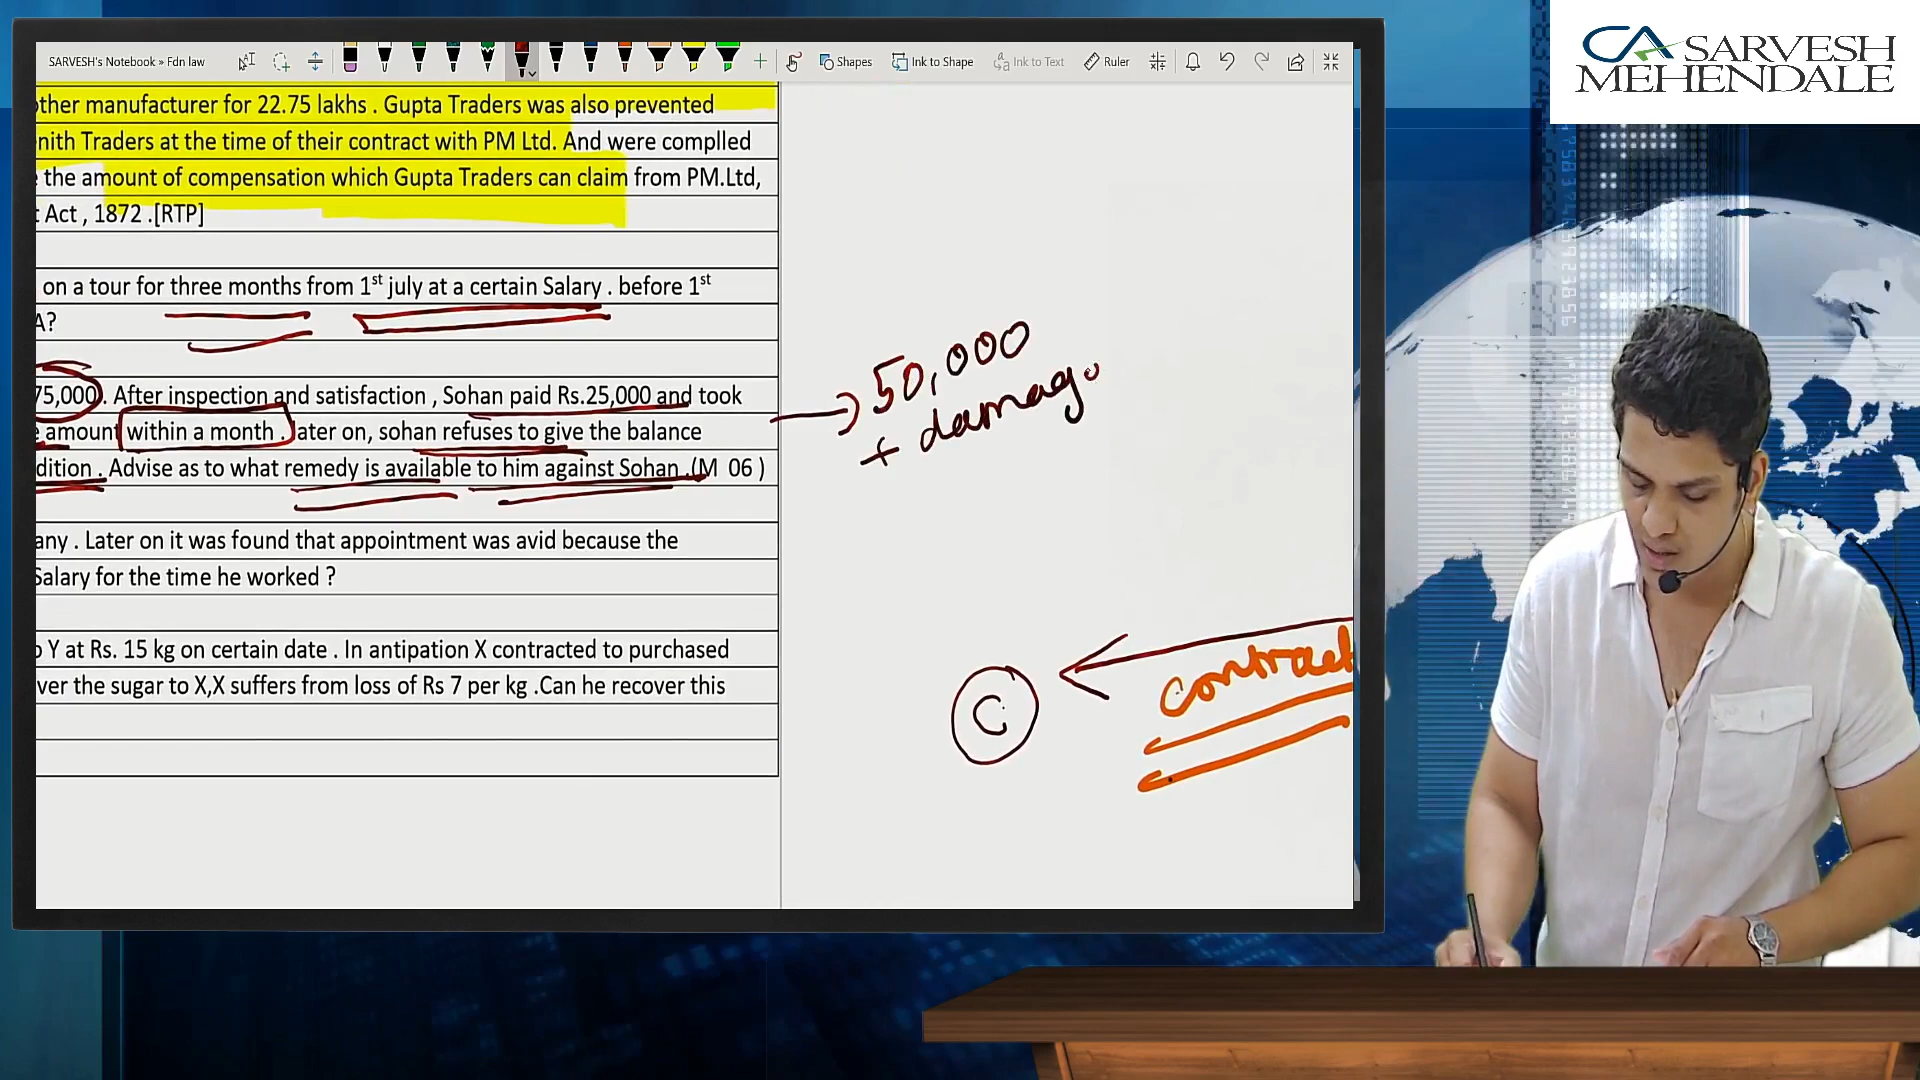 SARVESH's Notebook » Fdn law
Shapes
Ink to Shape
Ink to Text
Ruler
CA SARVESH
MEHENDALE
other manufacturer for 22.75 lakhs . Gupta Traders was also prevented
nith Traders at the time of their contract with PM Ltd. And were complled
the amount of compensation which Gupta Traders can claim from PM.Ltd,
t Act , 1872 .[RTP]
on a tour for three months from 1st july at a certain Salary . before 1st
A?
75,000 . After inspection and satisfaction , Sohan paid Rs.25,000 and took
e amount within a month . later on, sohan refuses to give the balance
dition . Advise as to what remedy is available to him against Sohan .(M 06 )
any . Later on it was found that appointment was avid because the
Salary for the time he worked ?
o Y at Rs. 15 kg on certain date . In antipation X contracted to purchased
ver the sugar to X,X suffers from loss of Rs 7 per kg .Can he recover this
50,000
+ damage
C
contract